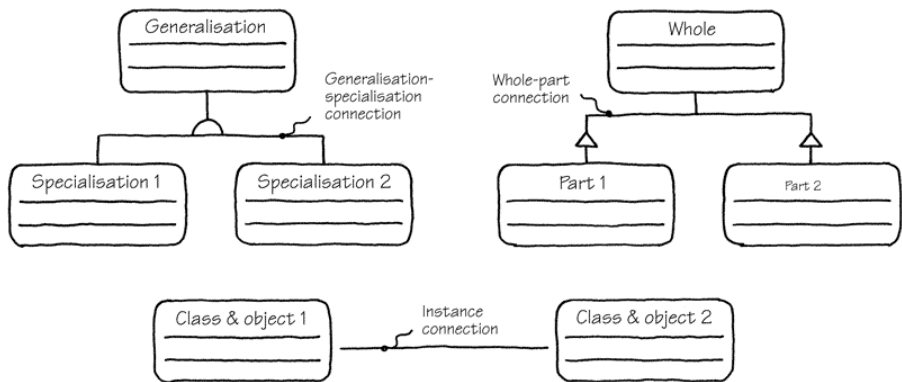 Generalisation
Generalisation-
specialisation
connection
Specialisation 1
Specialisation 2
Whole
Whole-part
connection
Part 1
Part 2
Class & object 1
Instance
connection
Class & object 2